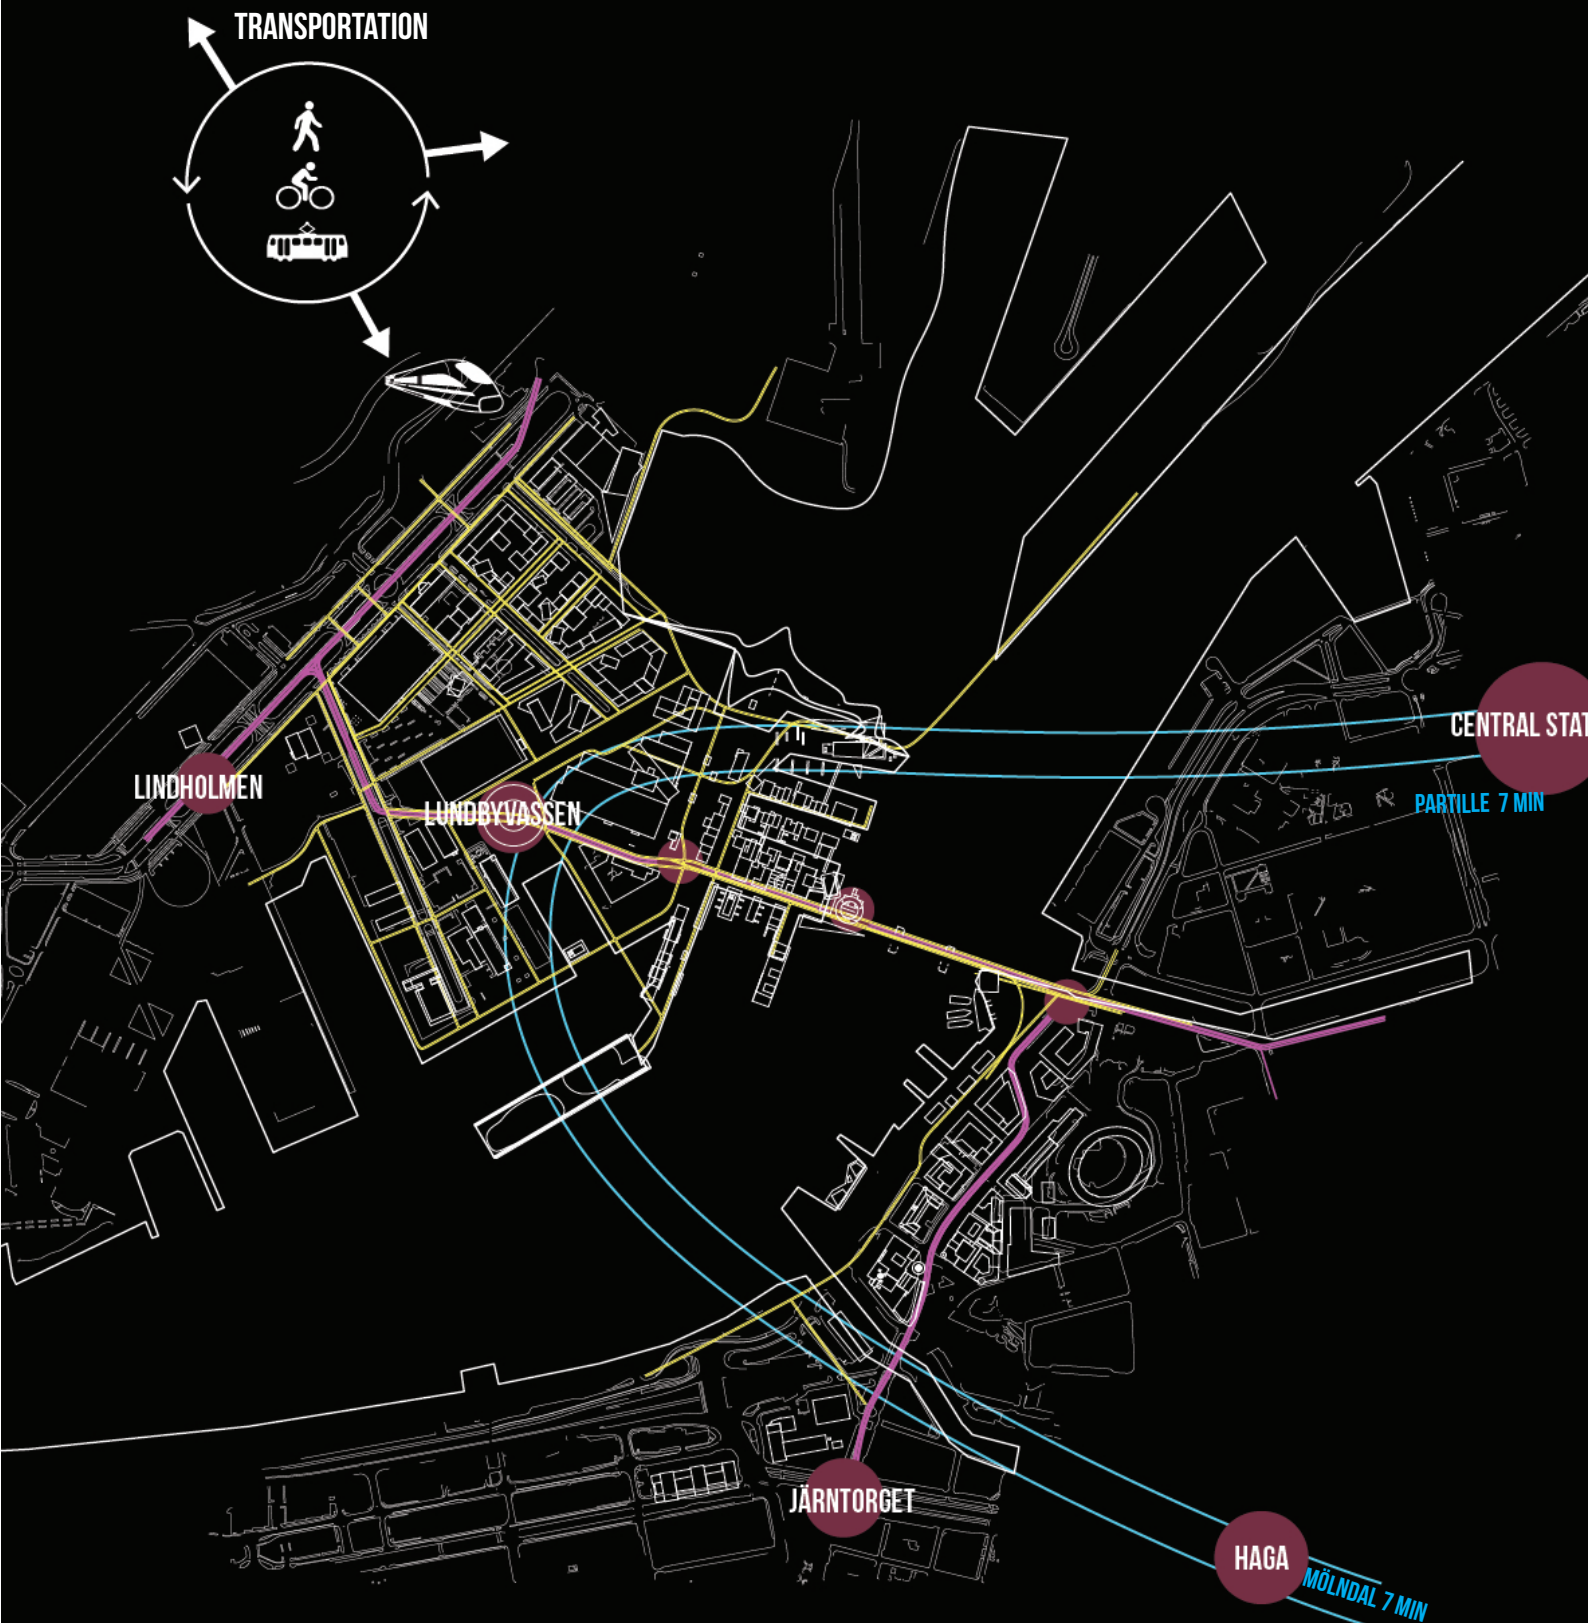 TRANSPORTATION
CENTRAL STAT
LINDHOLMEN
PARTILLE 7 MIN
LUNDBYVASSEN
JÄRNTORGET
HAGA
MÖLNDAL 7 MIN